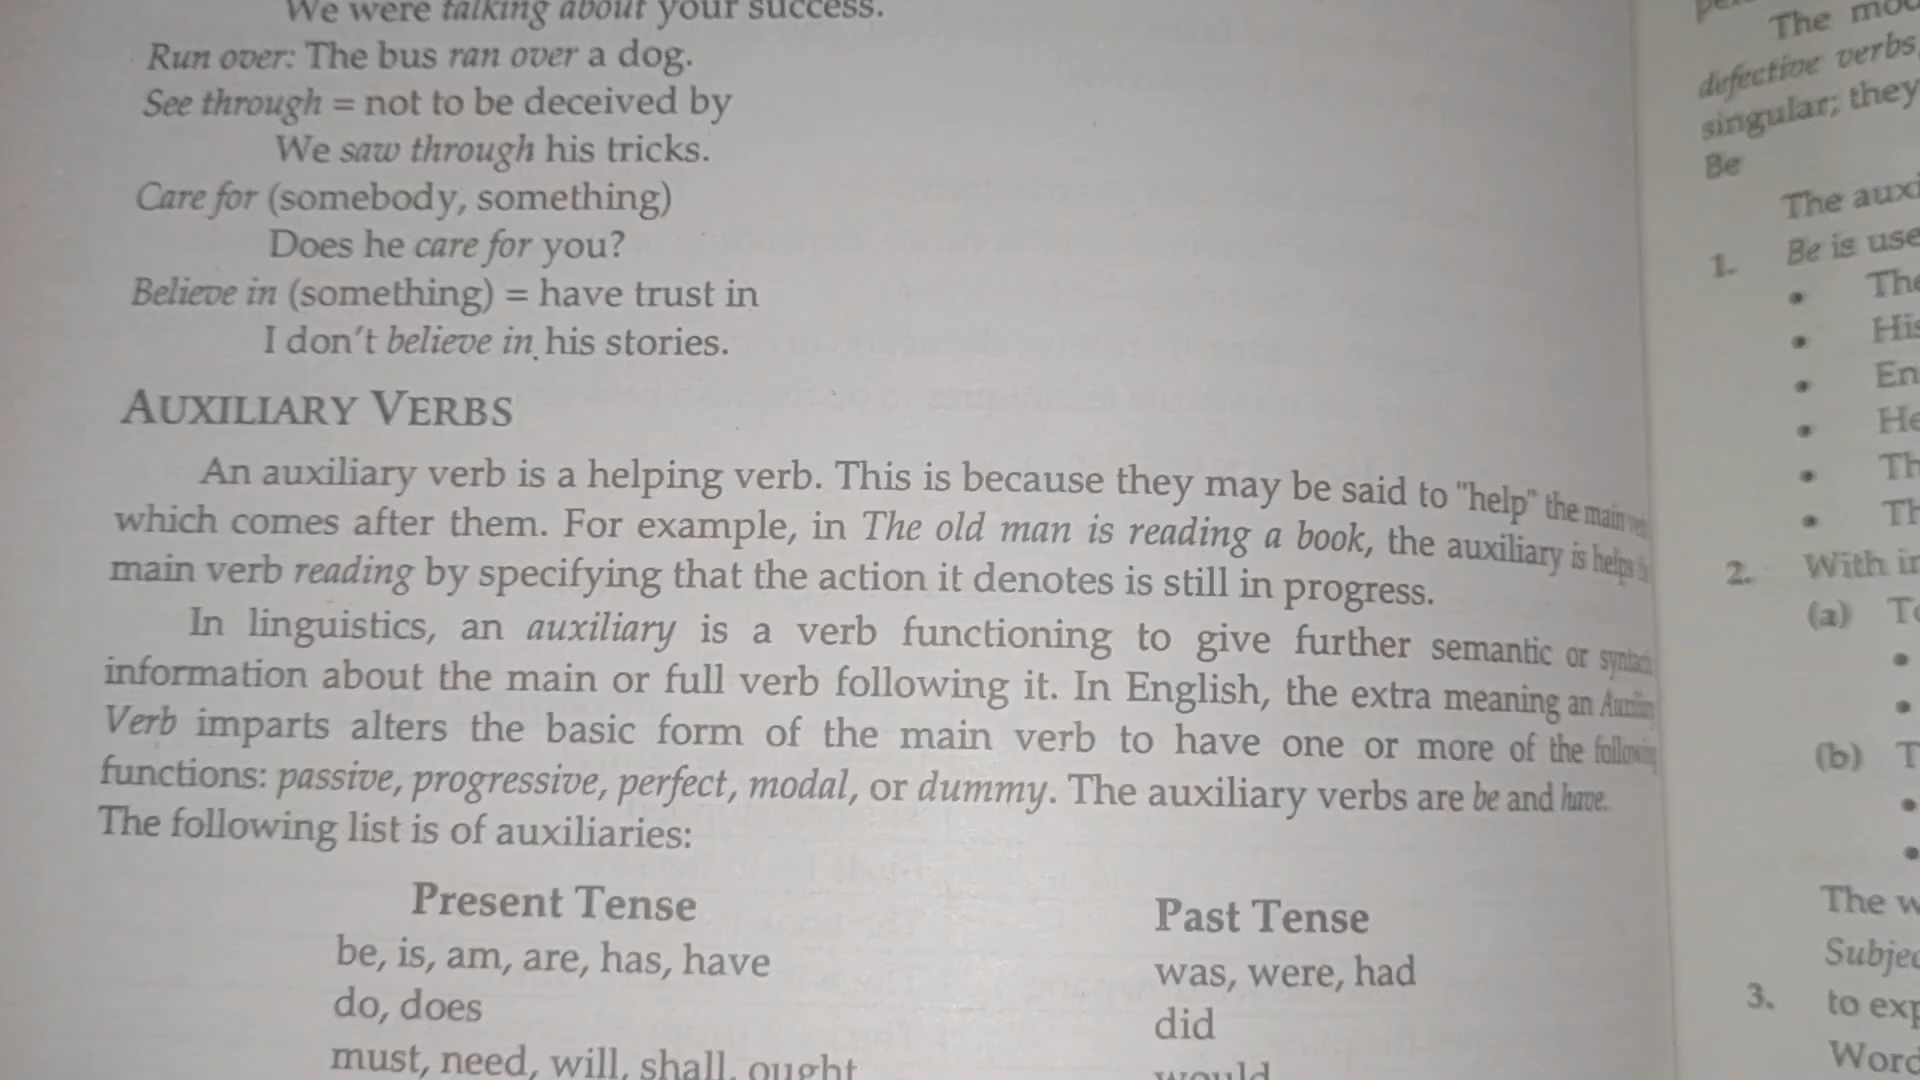 We were talking about your success.
Run over: The bus ran over a dog.
See through = not to be deceived by
We saw through his tricks.
Care for (somebody, something)
Does he care for you?
Believe in (something) = have trust in
I don't believe in his stories.
AUXILIARY VERBS
An auxiliary verb is a helping verb. This is because they may be said to "help" the main
which comes after them. For example, in The old man is reading a book, the auxiliary is helps
main verb reading by specifying that the action it denotes is still in progress.
In linguistics, an auxiliary is a verb functioning to give further semantic or
information about the main or full verb following it. In English, the extra meaning an
Verb imparts alters the basic form of the main verb to have one or more of the following
functions: passive, progressive, perfect, modal, or dummy. The auxiliary verbs are be and have.
The following list is of auxiliaries:
Present Tense Past Tense
be, is, am, are, has, have was, were, had
do, does did
must, need, will, shall, ought would
The
defective verbs,
singular; they
Be
The
1. Be is
2. With
(a)
(b)
The
3. to